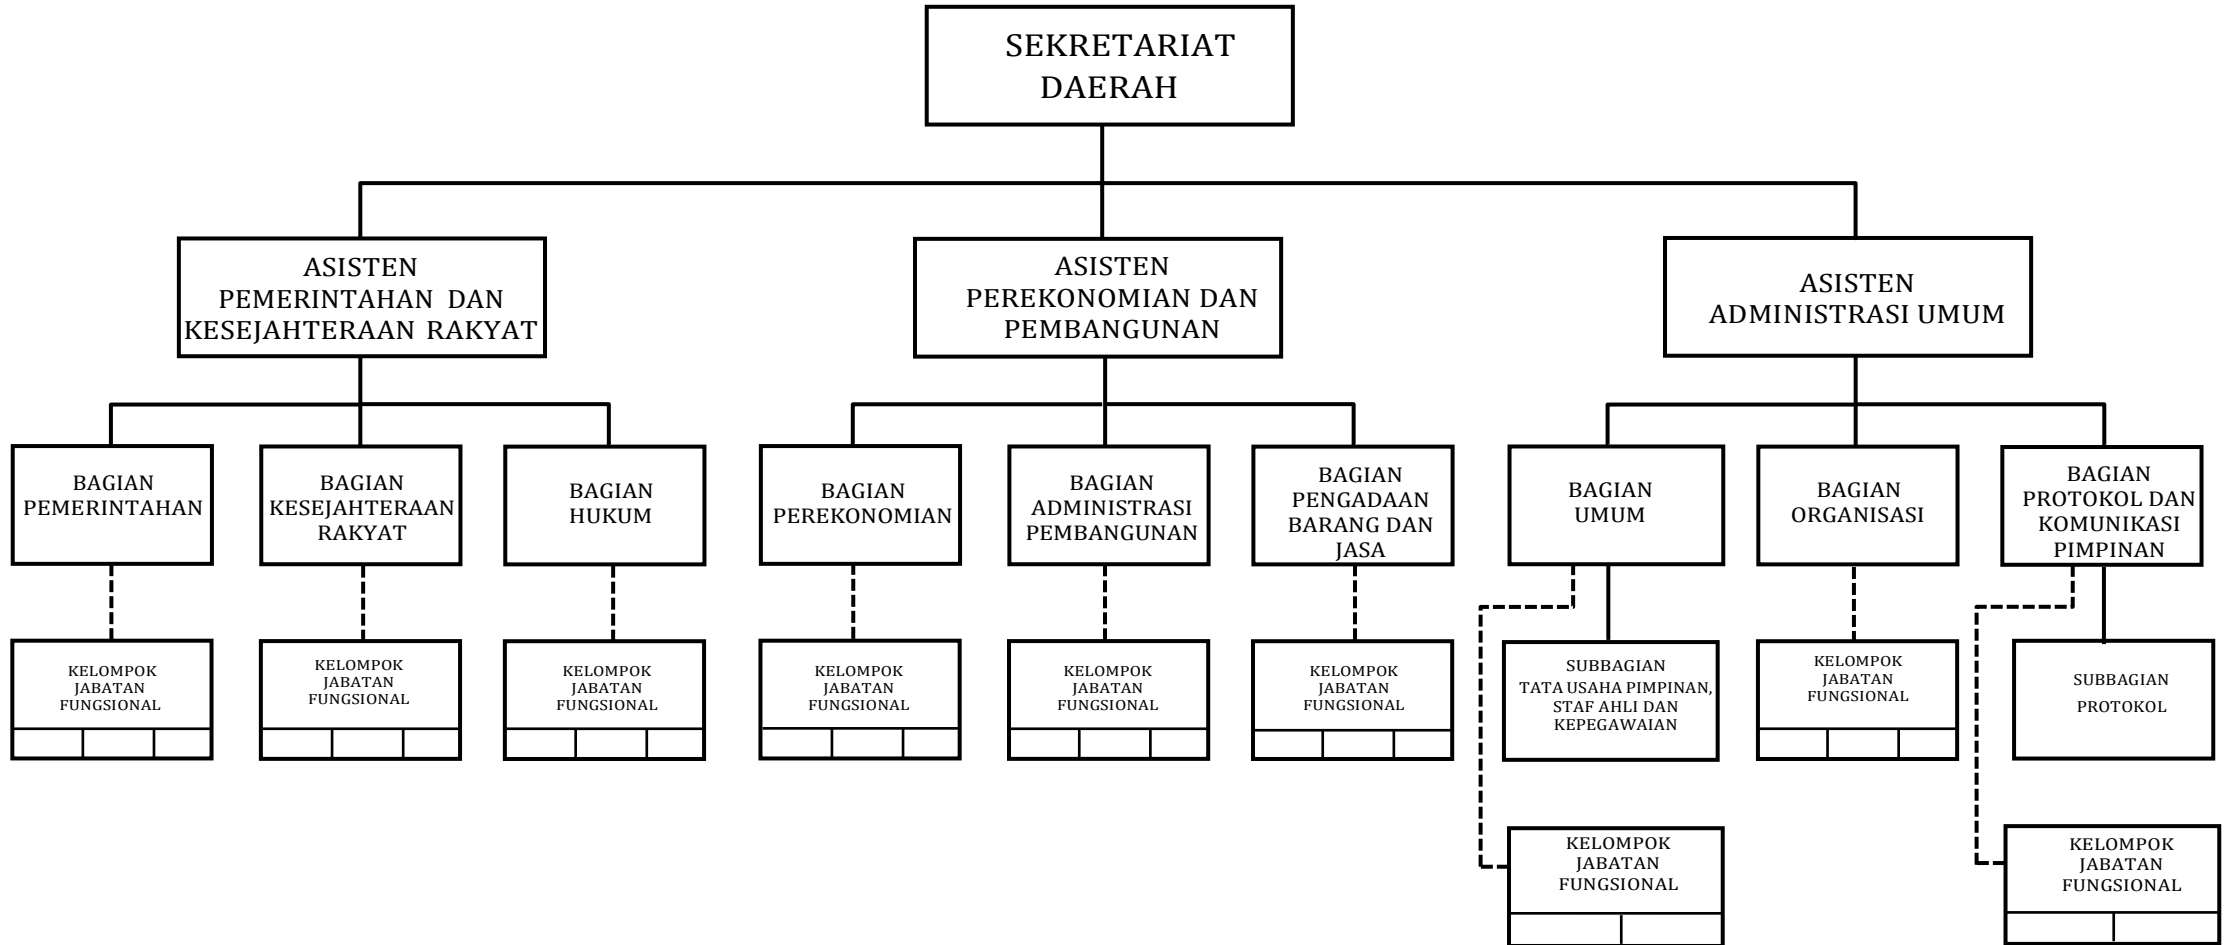 SEKRETARIAT
DAERAH
ASISTEN
PEMERINTAHAN DAN
KESEJAHTERAAN RAKYAT
ASISTEN
PEREKONOMIAN DAN
PEMBANGUNAN
ASISTEN
ADMINISTRASI UMUM
BAGIAN
PEMERINTAHAN
BAGIAN
KESEJAHTERAAN
RAKYAT
BAGIAN
HUKUM
BAGIAN
PEREKONOMIAN
BAGIAN
ADMINISTRASI
PEMBANGUNAN
BAGIAN
PENGADAAN
BARANG DAN
JASA
BAGIAN
UMUM
BAGIAN
ORGANISASI
BAGIAN
PROTOKOL DAN
KOMUNIKASI
PIMPINAN
KELOMPOK
JABATAN
FUNGSIONAL
KELOMPOK
JABATAN
FUNGSIONAL
KELOMPOK
JABATAN
FUNGSIONAL
KELOMPOK
JABATAN
FUNGSIONAL
KELOMPOK
JABATAN
FUNGSIONAL
KELOMPOK
JABATAN
FUNGSIONAL
SUBBAGIAN
TATA USAHA PIMPINAN,
STAF AHLI DAN
KEPEGAWAIAN
KELOMPOK
JABATAN
FUNGSIONAL
SUBBAGIAN
PROTOKOL
KELOMPOK
JABATAN
FUNGSIONAL
KELOMPOK
JABATAN
FUNGSIONAL